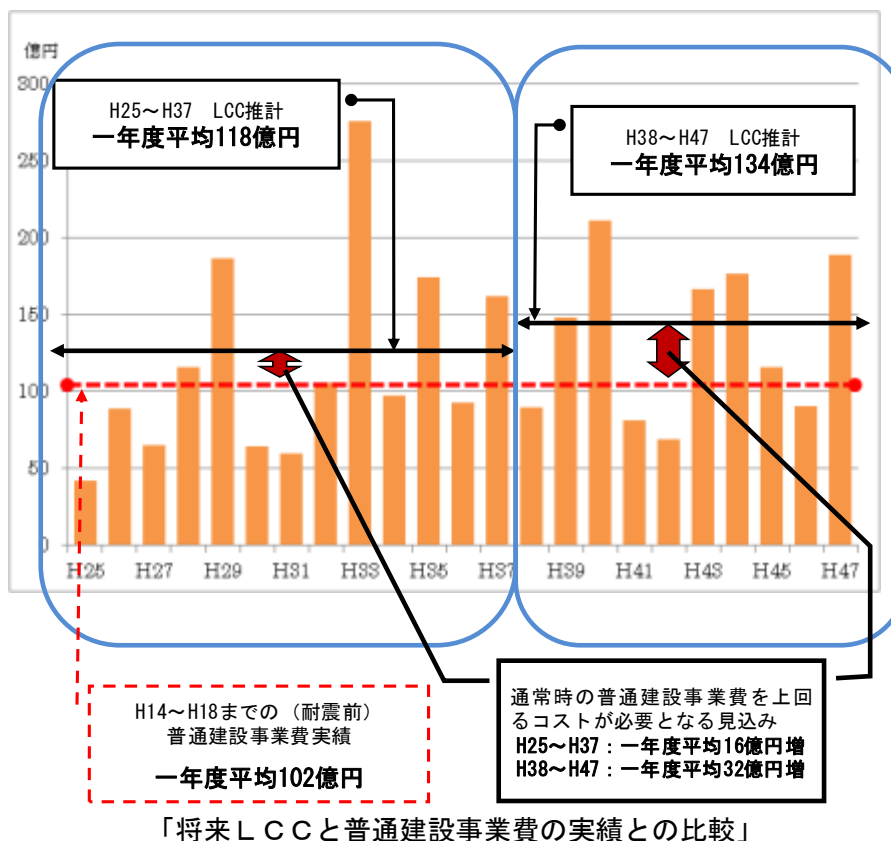 億円
300
250
200
150
100
50
0
H25～H37　LCC推計
一年度平均118億円
H38～H47　LCC推計
一年度平均134億円
H25 H27 H29 H31 H33 H35 H37 H39 H41 H43 H45 H47
H14～H18までの（耐震前）
普通建設事業費実績
一年度平均102億円
通常時の普通建設事業費を上回
るコストが必要となる見込み
H25～H37：一年度平均16億円増
H38～H47：一年度平均32億円増
「将来ＬＣＣと普通建設事業費の実績との比較」